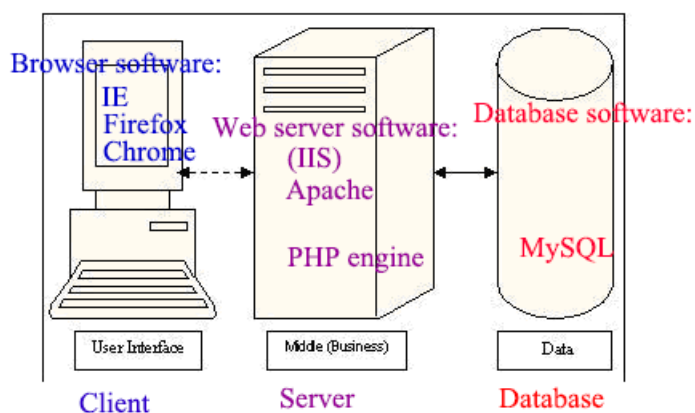 Browser software:
IE
Firefox
Chrome
Web server software:
(IIS)
Apache
PHP engine
Database software:
MySQL
User Interface
Middle (Business)
Data
Client
Server
Database